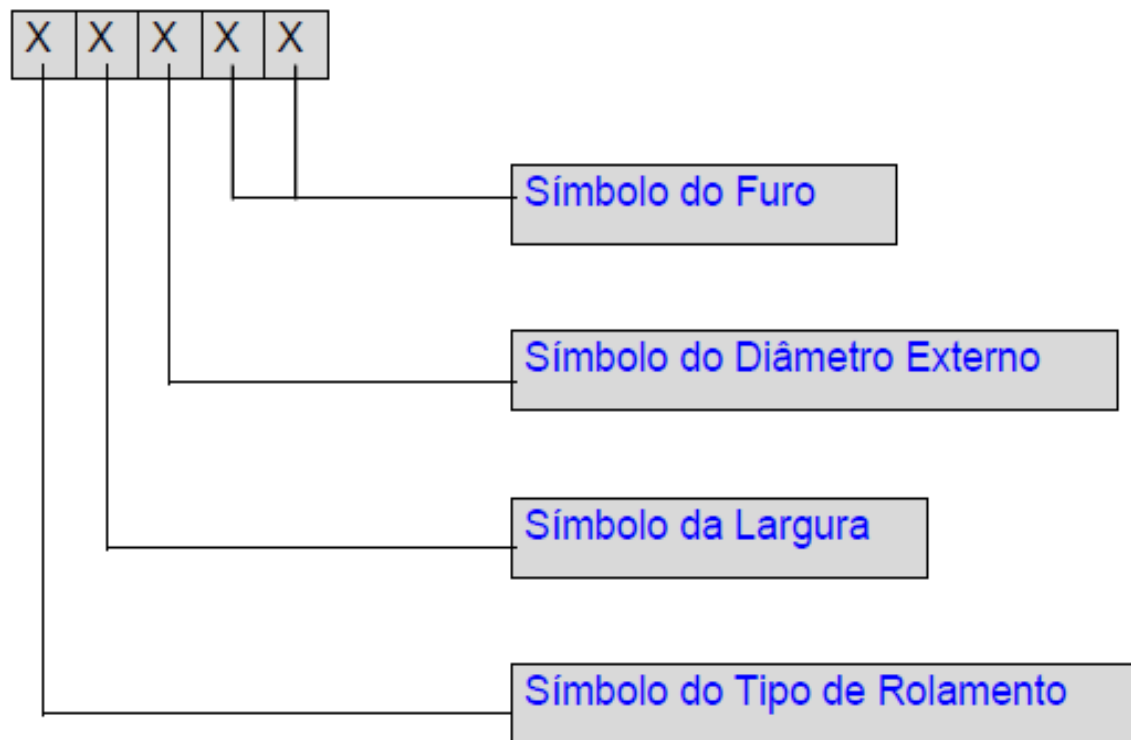 X X X X X
Símbolo do Furo
Símbolo do Diâmetro Externo
Símbolo da Largura
Símbolo do Tipo de Rolamento